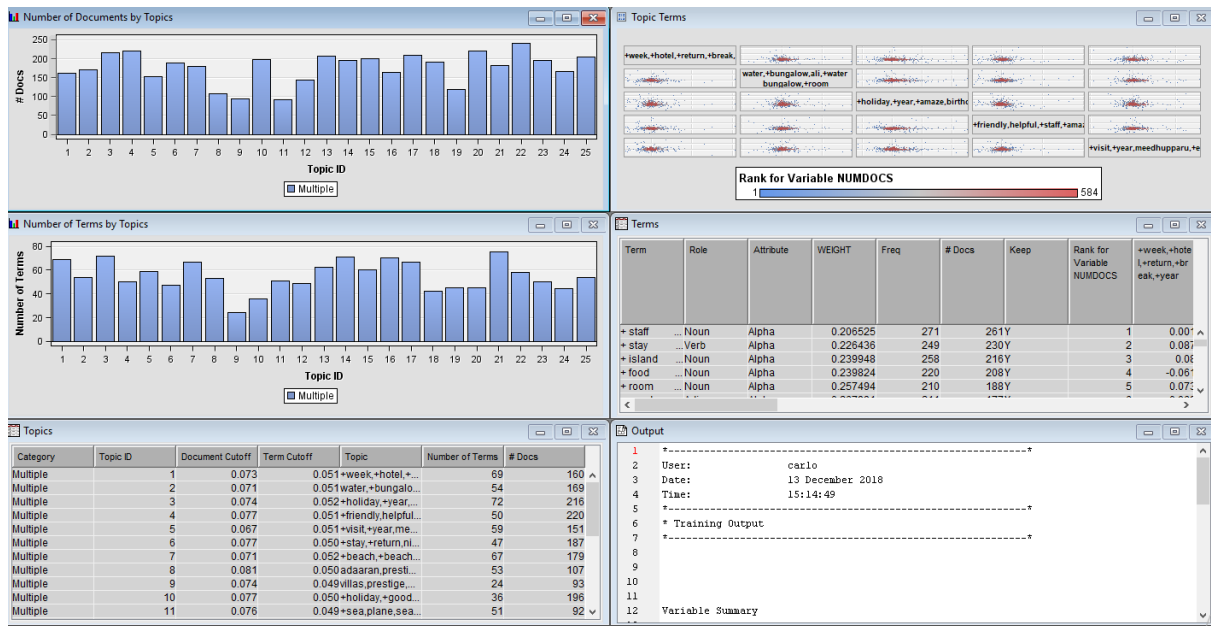 Number of Documents by Topics
# Docs
250
200
150
100
50
0
1 2 3 4 5 6 7 8 9 10 11 12 13 14 15 16 17 18 19 20 21 22 23 24 25
Topic ID
Multiple
Topic Terms
+week,+hotel,+return,+break,
water,+bungalow,ali,+water
bungalow,+room
+holiday,+year,+amaze,birthd
+friendly,helpful,+staff,+ama
+visit,+year,meedhupparu,+e
Rank for Variable NUMDOCS
1 584
Number of Terms by Topics
Number of Terms
80
60
40
20
0
1 2 3 4 5 6 7 8 9 10 11 12 13 14 15 16 17 18 19 20 21 22 23 24 25
Topic ID
Multiple
Terms
Term Role Attribute WEIGHT Freq # Docs Keep Rank for Variable NUMDOCS +week,+hote l,+return,+br eak,+year
+ staff ... Noun Alpha 0.206525 271 261 Y 1 0.001
+ stay ... Verb Alpha 0.226436 249 230 Y 2 0.087
+ island ... Noun Alpha 0.239948 258 216 Y 3 0.08
+ food ... Noun Alpha 0.239824 220 208 Y 4 -0.061
+ room ... Noun Alpha 0.257494 210 188 Y 5 0.073
Topics
Category Topic ID Document Cutoff Term Cutoff Topic Number of Terms # Docs
Multiple 1 0.073 0.051 +week,+hotel,+... 69 160
Multiple 2 0.071 0.051 water,+bungalo... 54 169
Multiple 3 0.074 0.052 +holiday,+year,... 72 216
Multiple 4 0.077 0.051 +friendly,helpful... 50 220
Multiple 5 0.067 0.051 +visit,+year,me... 59 151
Multiple 6 0.077 0.050 +stay,+return,ni... 47 187
Multiple 7 0.071 0.052 +beach,+beach... 67 179
Multiple 8 0.081 0.050 adaaran,presti... 53 107
Multiple 9 0.074 0.049 villas,prestige,... 24 93
Multiple 10 0.077 0.050 +holiday,+good... 36 196
Multiple 11 0.076 0.049 +sea,plane,sea... 51 92
Output
1 *------------------------------------------------------------*
2 User: carlo
3 Date: 13 December 2018
4 Time: 15:14:49
5 *------------------------------------------------------------*
6 * Training Output
7 *------------------------------------------------------------*
8
9
10
11
12 Variable Summary